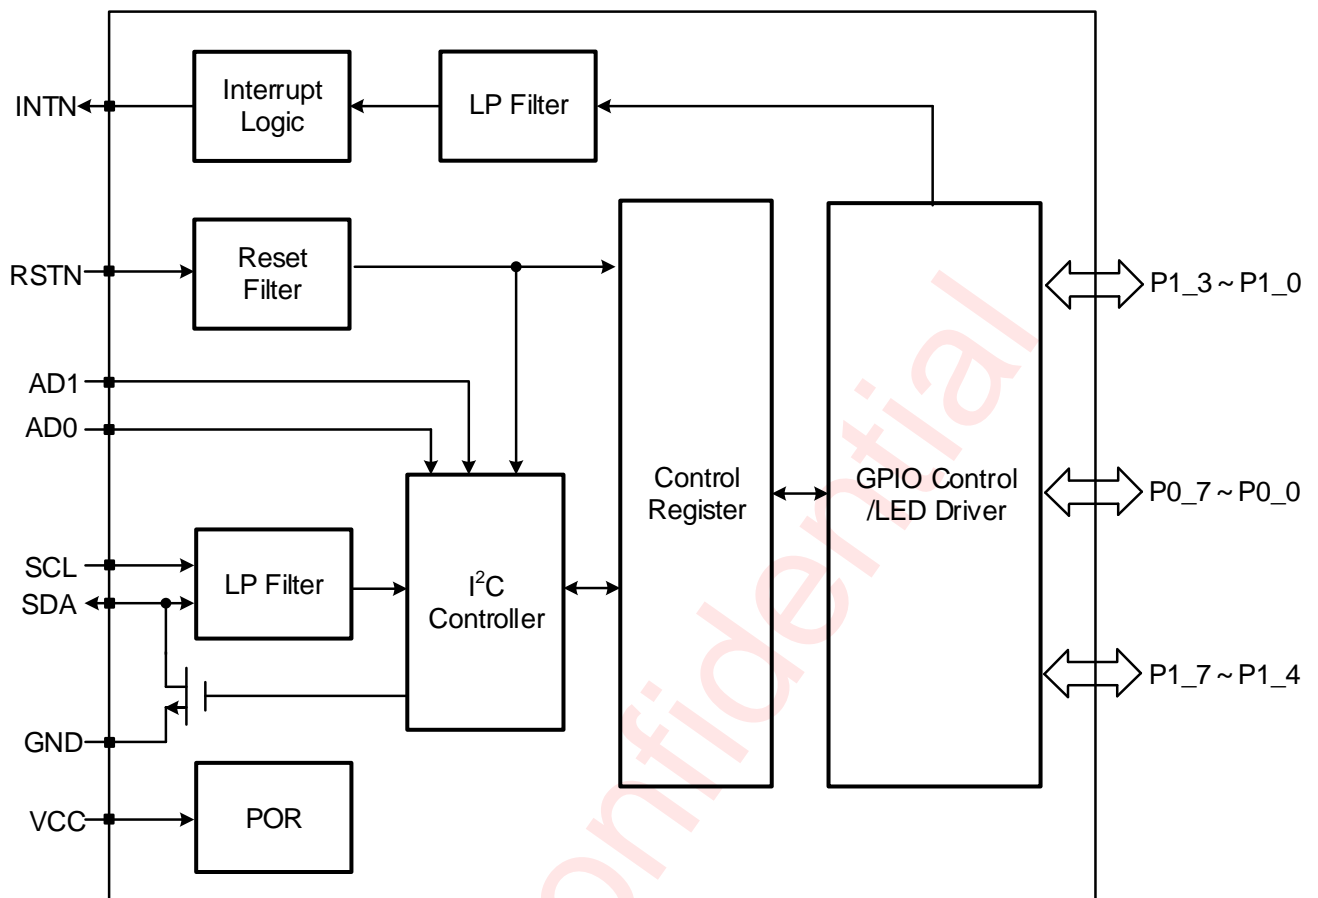 INTN
Interrupt
Logic
LP Filter
RSTN
Reset
Filter
P1_3 ~ P1_0
AD1
AD0
Control
Register
GPIO Control
/LED Driver
P0_7 ~ P0_0
SCL
SDA
LP Filter
I²C
Controller
P1_7 ~ P1_4
GND
VCC
POR
onfidential